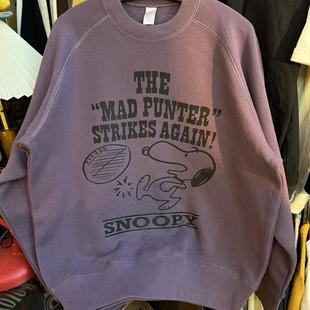 THE
"MAD PUNTER"
STRIKES AGAIN!
SNOOPY